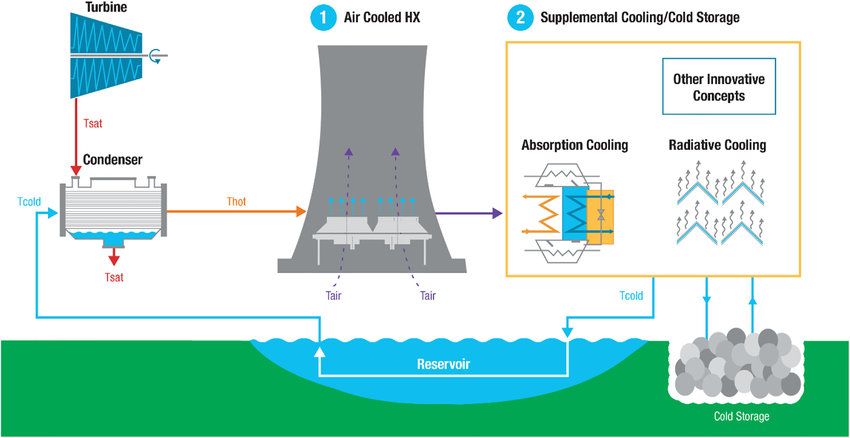 Turbine
1 Air Cooled HX
2 Supplemental Cooling/Cold Storage
Other Innovative
Concepts
Tsat
Condenser
Absorption Cooling
Radiative Cooling
Tcold
Thot
Tsat
Tair
Tair
Tcold
Reservoir
Cold Storage